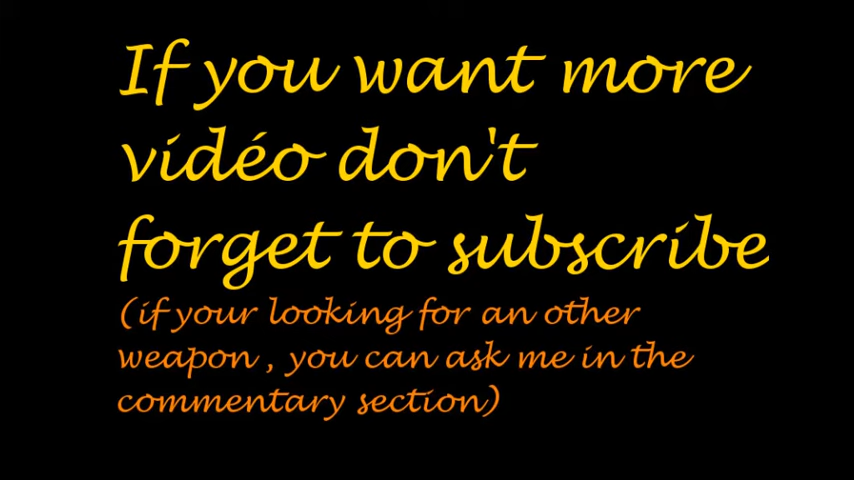 If you want more
vidéo don't
forget to subscribe
(if your looking for an other
weapon , you can ask me in the
commentary section)